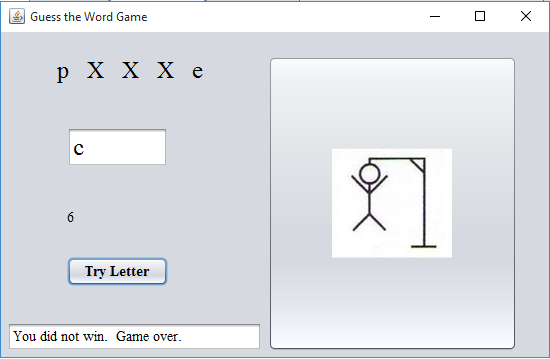 Guess the Word Game
p X X X e
c
6
Try Letter
You did not win. Game over.